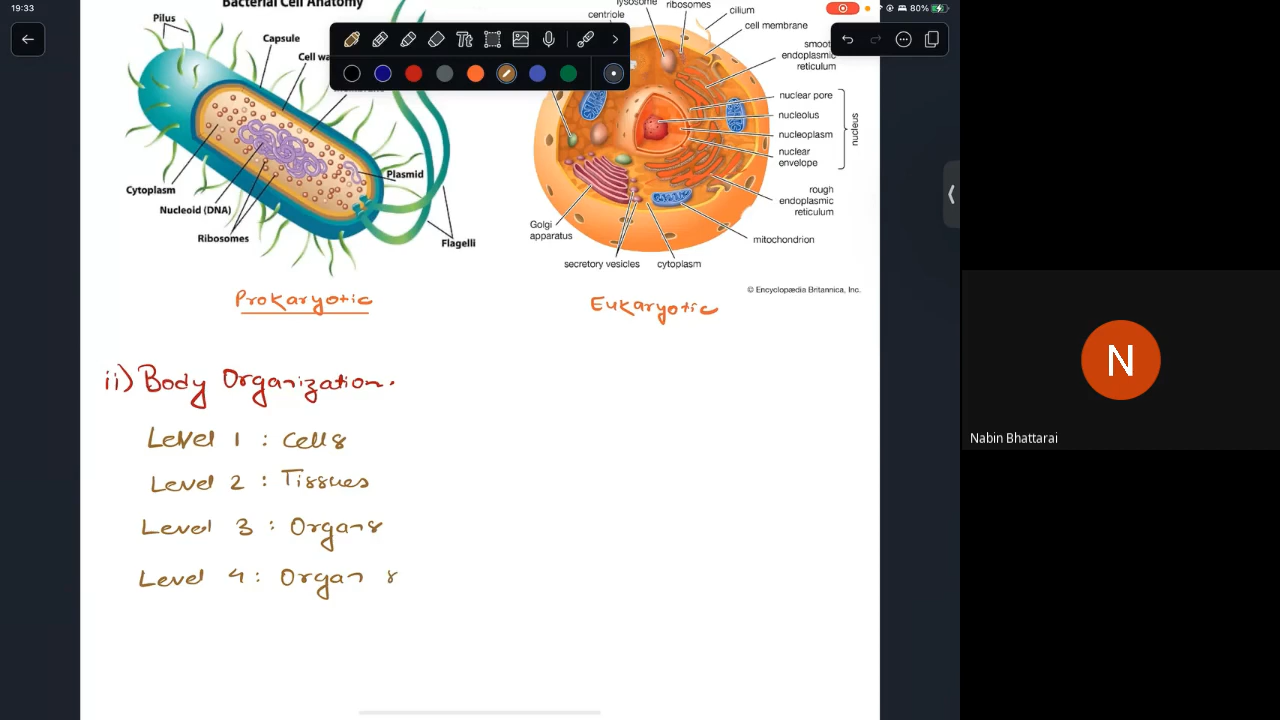 19:33
80%
Bacterial Cell Anatomy
Pilus
Capsule
Cell wa
Cytoplasm
Nucleoid (DNA)
Ribosomes
Plasmid
Flagelli
Prokaryotic
lysosome
ribosomes
centriole
cilium
cell membrane
smoot
endoplasmic
reticulum
nuclear pore
nucleolus
nucleoplasm
nuclear
envelope
nucleus
rough
endoplasmic
reticulum
mitochondrion
Golgi
apparatus
secretory vesicles
cytoplasm
© Encyclopædia Britannica, Inc.
Eukaryotic
ii) Body Organization.
Level 1 : Cells
Level 2 : Tissues
Level 3 : Organs
Level 4 : Organ s
N
Nabin Bhattarai